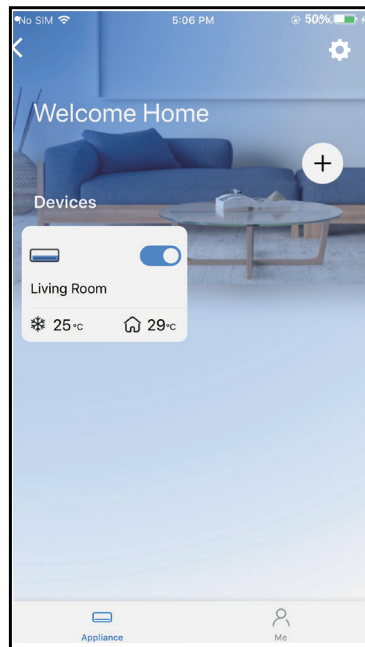 No SIM 5:06 PM 50%
Welcome Home
+
Devices
Living Room
25°C 29°C
Appliance Me